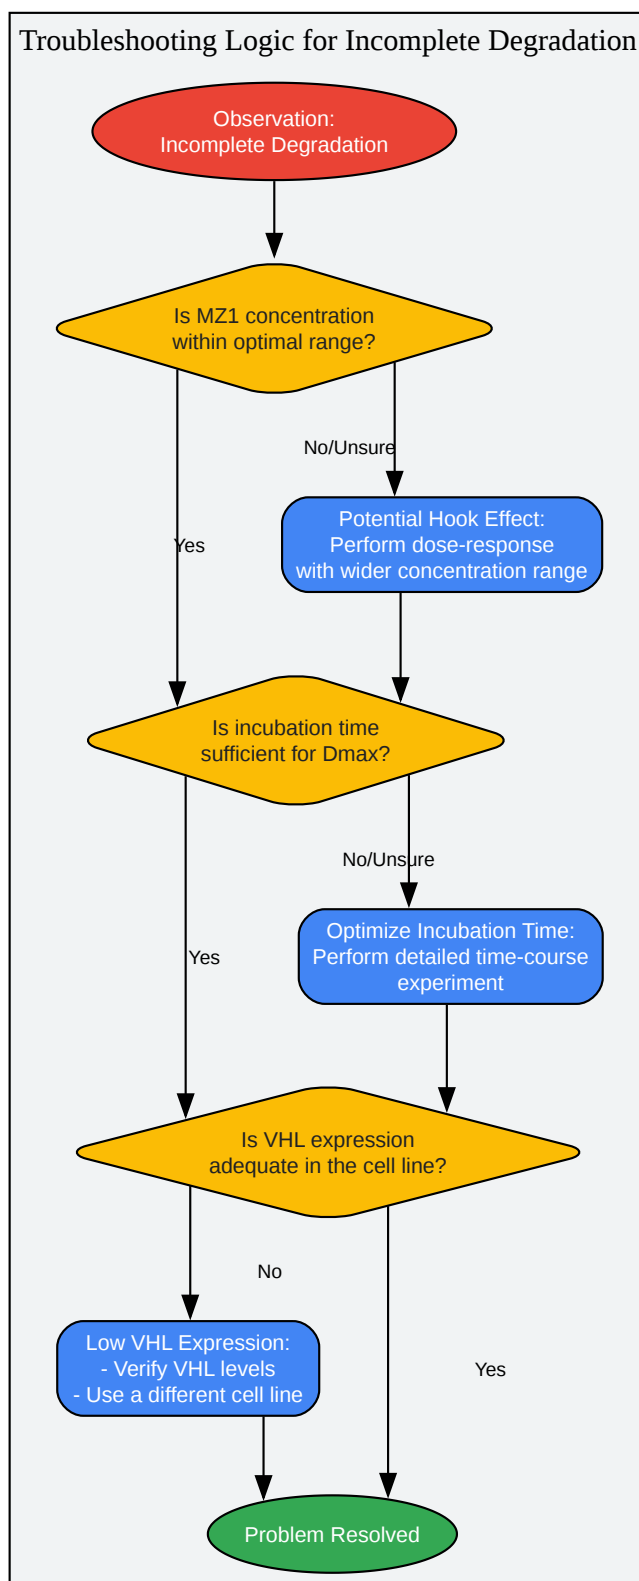 Troubleshooting Logic for Incomplete Degradation
Observation:
Incomplete Degradation
Is MZ1 concentration
within optimal range?
No/Unsure
Potential Hook Effect:
Perform dose-response
with wider concentration range
Yes
Is incubation time
sufficient for Dmax?
No/Unsure
Optimize Incubation Time:
Perform detailed time-course
experiment
Yes
Is VHL expression
adequate in the cell line?
No
Low VHL Expression:
- Verify VHL levels
- Use a different cell line
Yes
Problem Resolved